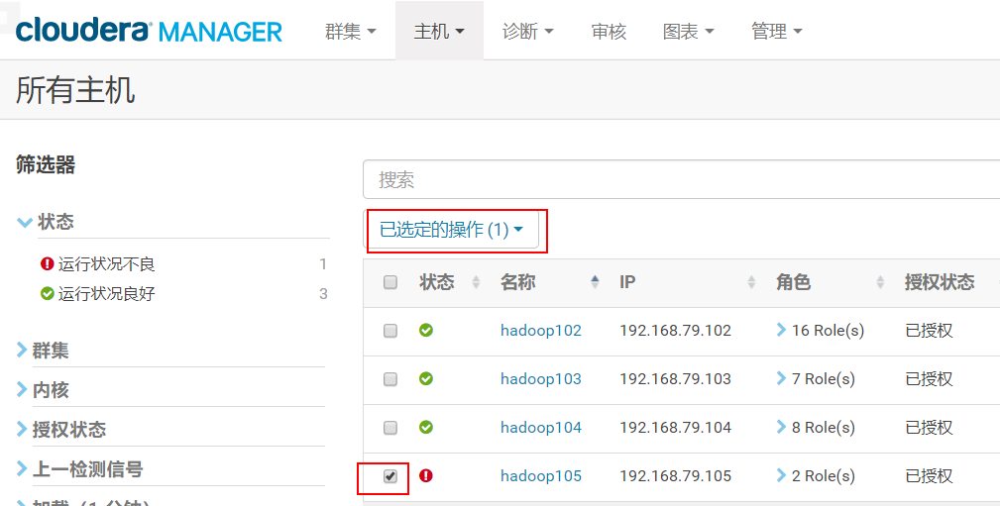 cloudera MANAGER 群集 主机 诊断 审核 图表 管理
所有主机
筛选器
搜索
状态
已选定的操作 (1)
运行状况不良 1
运行状况良好 3
状态 名称 IP 角色 授权状态
hadoop102 192.168.79.102 16 Role(s) 已授权
群集
hadoop103 192.168.79.103 7 Role(s) 已授权
内核
授权状态
hadoop104 192.168.79.104 8 Role(s) 已授权
上一检测信号
hadoop105 192.168.79.105 2 Role(s) 已授权
加载（1 分钟）